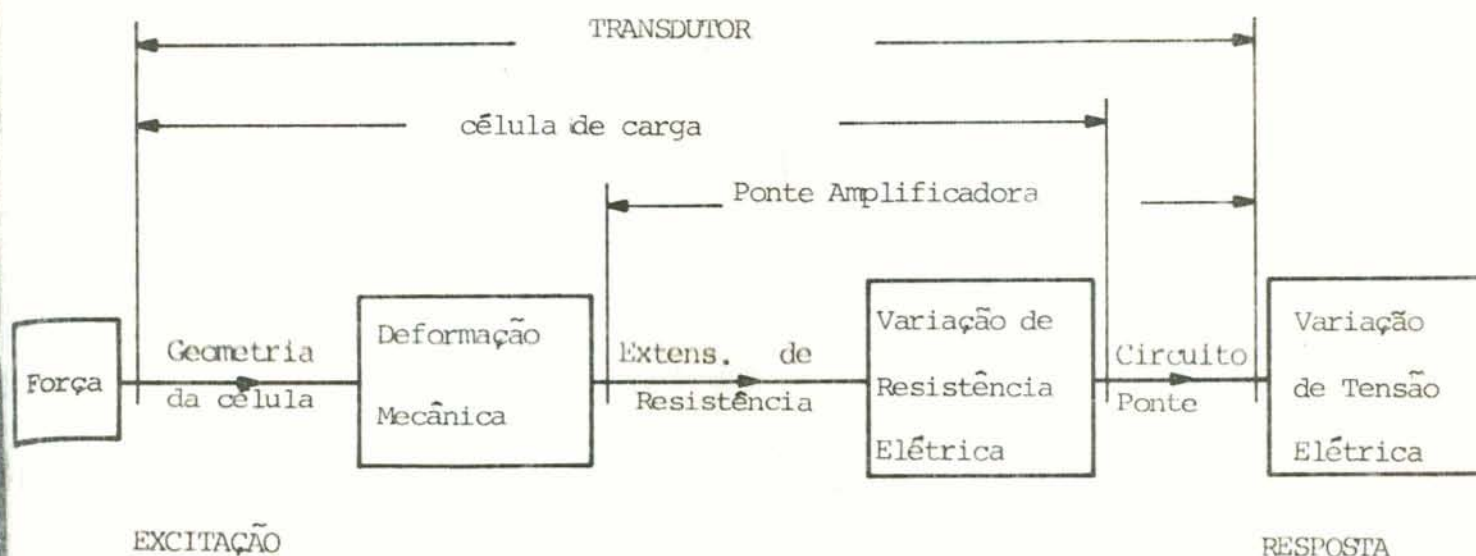 TRANSDUTOR
célula de carga
Ponte Amplificadora
Força
Geometria
da célula
Deformação
Mecânica
Extens. de
Resistência
Variação de
Resistência
Elétrica
Circuito
Ponte
Variação
de Tensão
Elétrica
EXCITAÇÃO
RESPOSTA